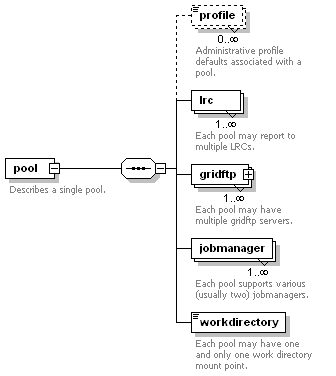 profile
0..∞
Administrative profile
defaults associated with a
pool.
lrc
1..∞
Each pool may report to
multiple LRCs.
pool
Describes a single pool.
gridftp
1..∞
Each pool may have
multiple gridftp servers.
jobmanager
1..∞
Each pool supports various
(usually two) jobmanagers.
workdirectory
Each pool may have one
and only one work directory
mount point.